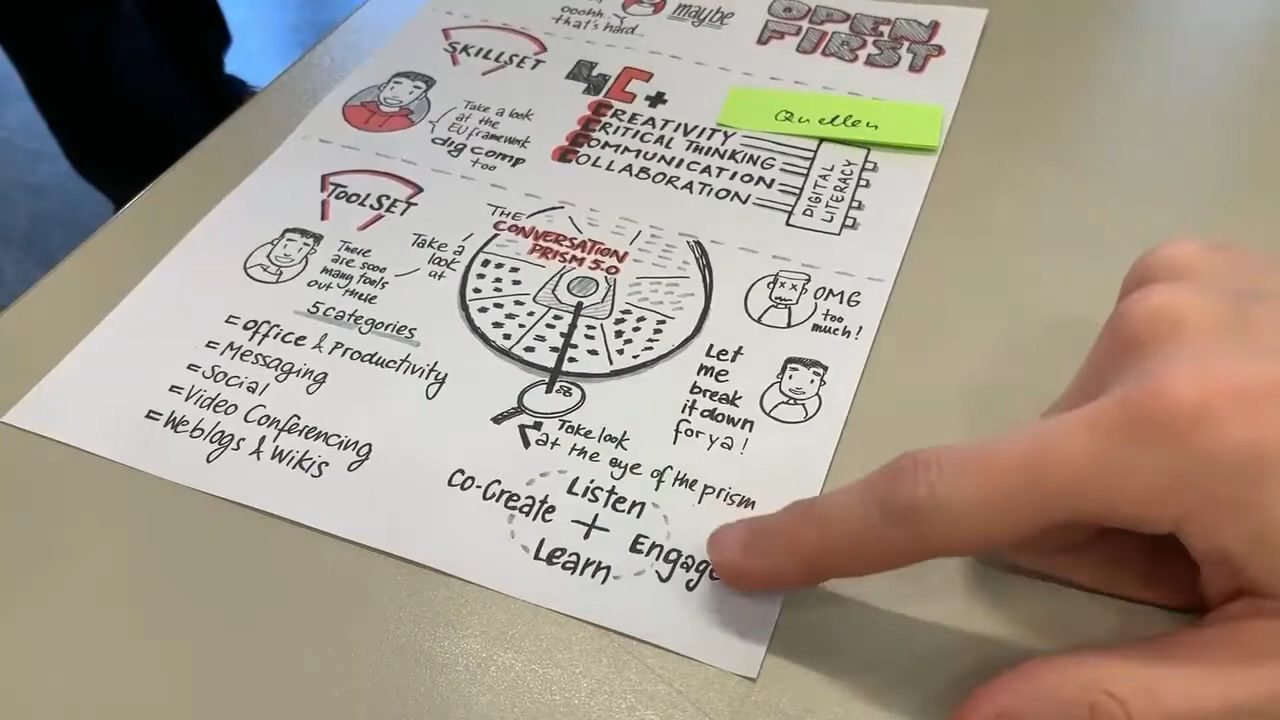 ooohh..
that's hard...
maybe
OPEN
FIRST
SKILLSET
Take a look
at the
EU framework
digcomp
too
4C+
CREATIVITY
CRITICAL THINKING
COMMUNICATION
COLLABORATION
Quellen
DIGITAL
LITERACY
TOOLSET
There
are sooo
many tools
out there
Take a
look
at
THE
CONVERSATION
PRISM 5.0
5 categories
Office & Productivity
Messaging
Social
Video Conferencing
Weblogs & Wikis
OMG
too
much!
Let
me
break
it down
for ya!
Take look
at the eye of the prism
Co-Create
Listen
+
Learn
Engage